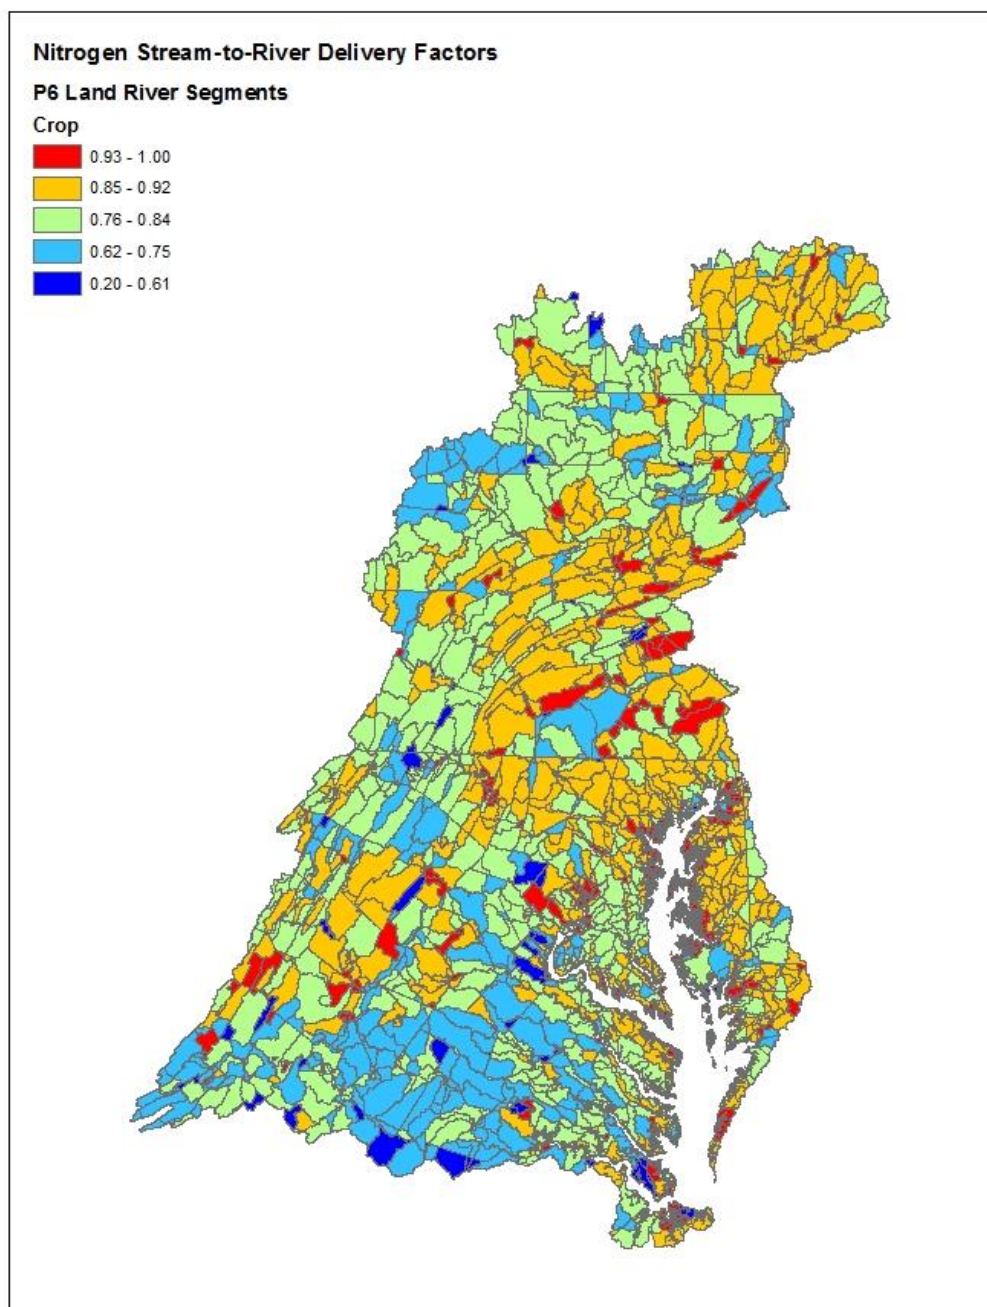 Nitrogen Stream-to-River Delivery Factors
P6 Land River Segments
Crop
0.93 - 1.00
0.85 - 0.92
0.76 - 0.84
0.62 - 0.75
0.20 - 0.61